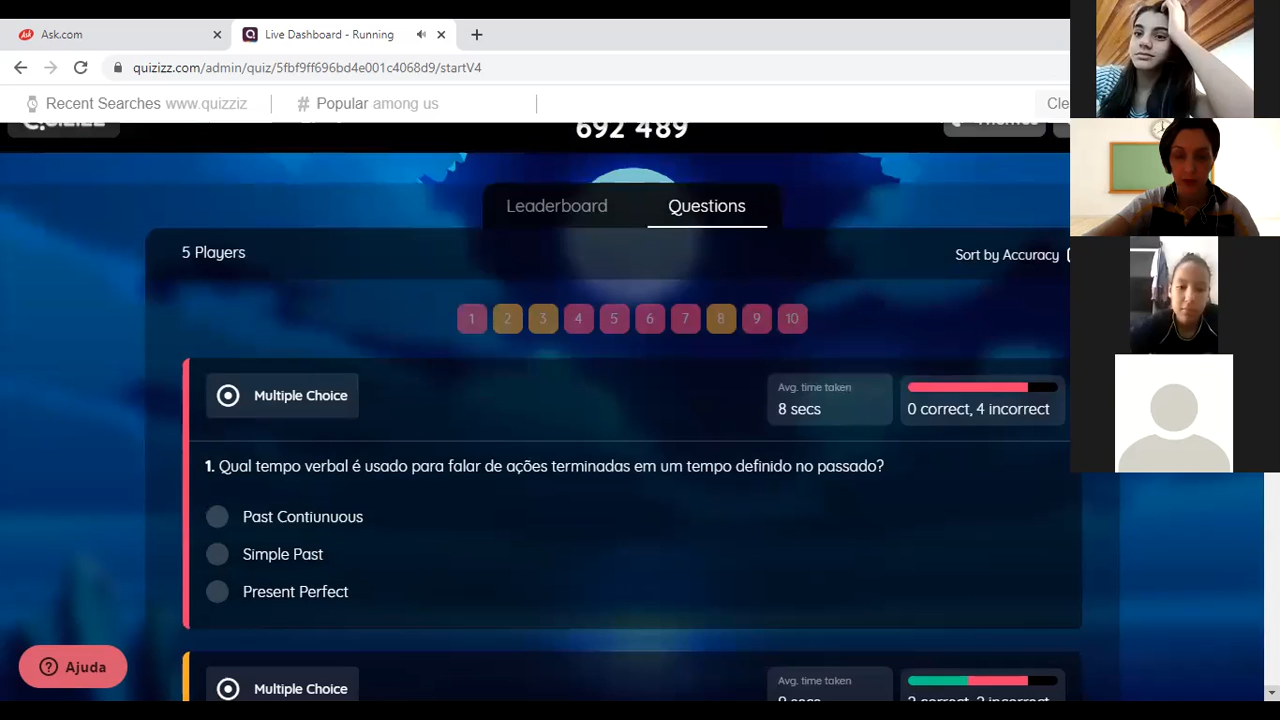 Ask.com
Live Dashboard - Running
quizizz.com/admin/quiz/5fbf9ff696bd4e001c4068d9/startV4
Recent Searches www.quizziz
# Popular among us
Cle
692 489
Leaderboard
Questions
5 Players
Sort by Accuracy
1 2 3 4 5 6 7 8 9 10
Multiple Choice
Avg. time taken
8 secs
0 correct, 4 incorrect
1. Qual tempo verbal é usado para falar de ações terminadas em um tempo definido no passado?
Past Contiunuous
Simple Past
Present Perfect
Ajuda
Multiple Choice
Avg. time taken